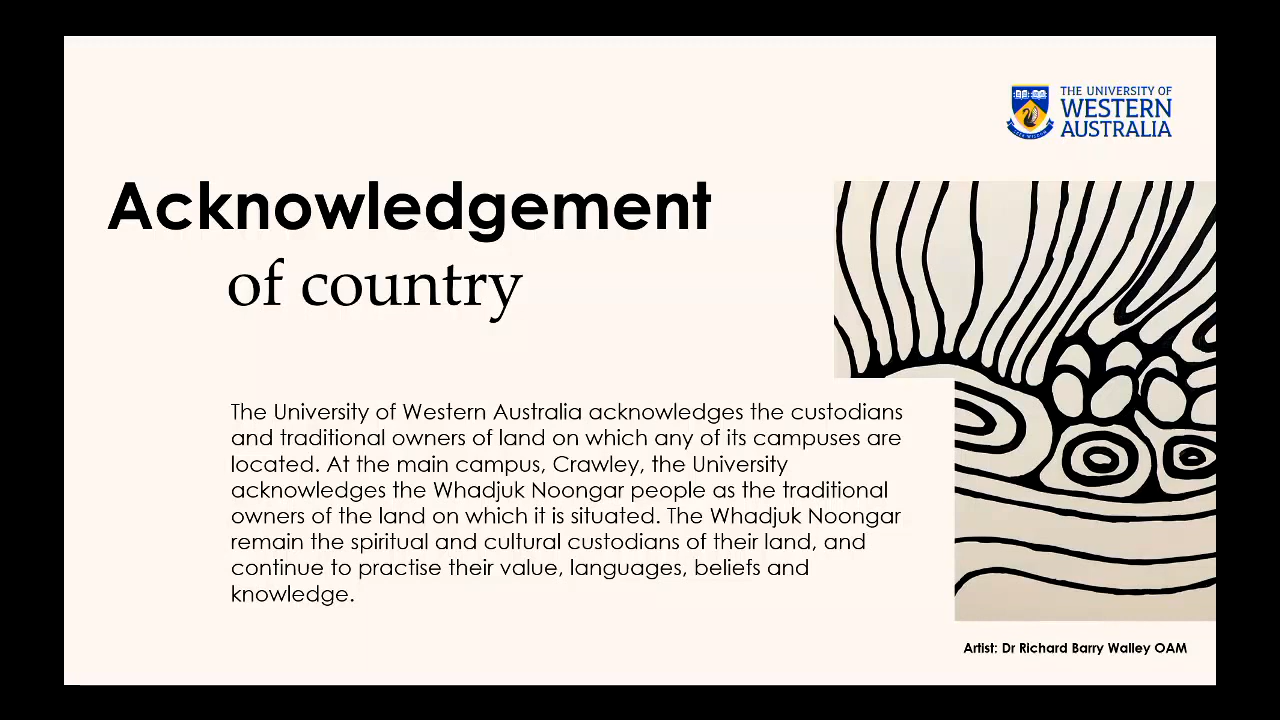 THE UNIVERSITY OF
WESTERN
AUSTRALIA
Acknowledgement
of country
The University of Western Australia acknowledges the custodians
and traditional owners of land on which any of its campuses are
located. At the main campus, Crawley, the University
acknowledges the Whadjuk Noongar people as the traditional
owners of the land on which it is situated. The Whadjuk Noongar
remain the spiritual and cultural custodians of their land, and
continue to practise their value, languages, beliefs and
knowledge.
Artist: Dr Richard Barry Walley OAM